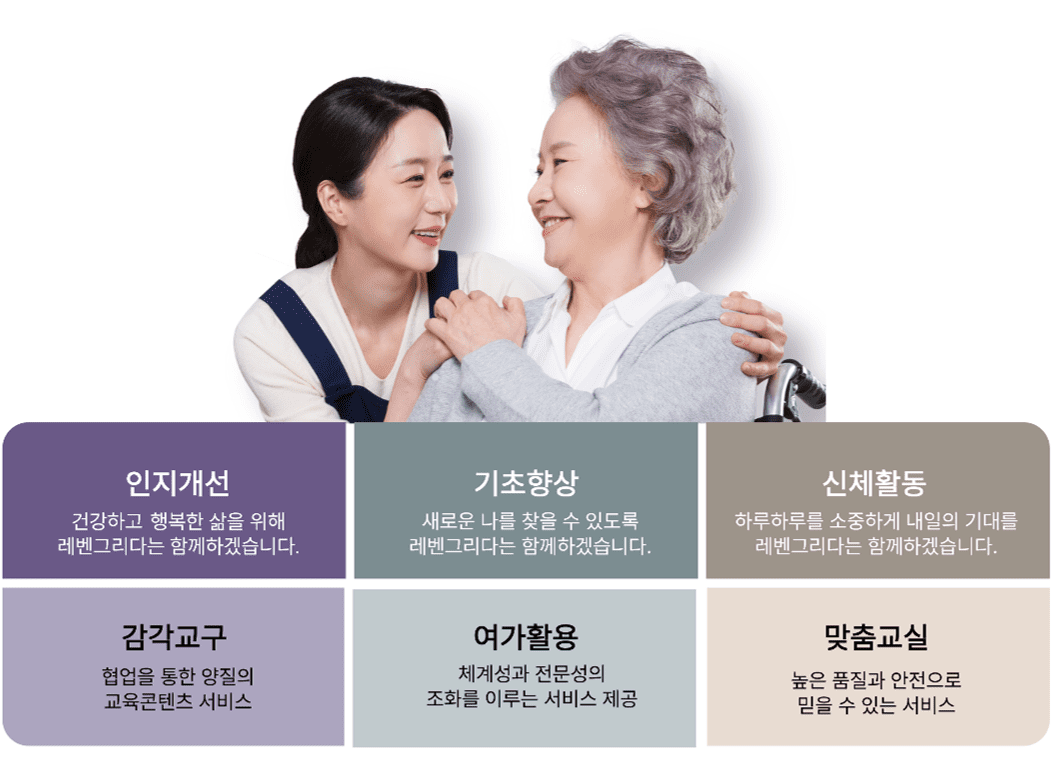 인지개선
건강하고 행복한 삶을 위해
레벤그리다는 함께하겠습니다.
기초향상
새로운 나를 찾을 수 있도록
레벤그리다는 함께하겠습니다.
신체활동
하루하루를 소중하게 내일의 기대를
레벤그리다는 함께하겠습니다.
감각교구
협업을 통한 양질의
교육콘텐츠 서비스
여가활용
체계성과 전문성의
조화를 이루는 서비스 제공
맞춤교실
높은 품질과 안전으로
믿을 수 있는 서비스